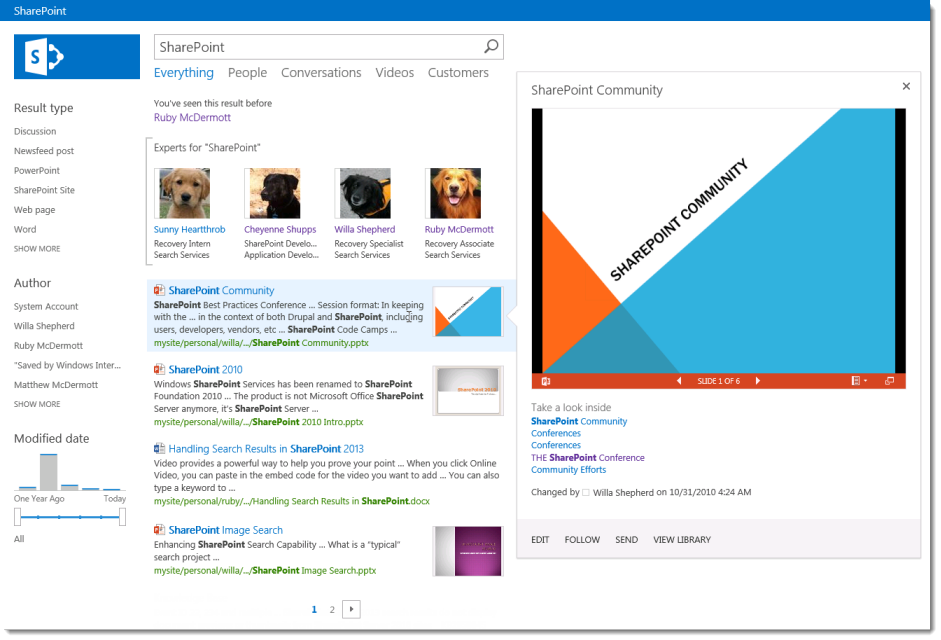 SharePoint
S
SharePoint
Everything People Conversations Videos Customers
Result type
Discussion
Newsfeed post
PowerPoint
SharePoint Site
Web page
Word
SHOW MORE
Author
System Account
Willa Shepherd
Ruby McDermott
"Saved by Windows Inter...
Matthew McDermott
SHOW MORE
Modified date
One Year Ago Today
All
You've seen this result before
Ruby McDermott
Experts for "SharePoint"
Sunny Heartthrob
Recovery Intern
Search Services
Cheyenne Shupps
SharePoint Develo...
Application Develo...
Willa Shepherd
Recovery Specialist
Search Services
Ruby McDermott
Recovery Associate
Search Services
SharePoint Community
SharePoint Best Practices Conference ... Session format: In keeping
with the ... in the context of both Drupal and SharePoint, including
users, developers, vendors, etc ... SharePoint Code Camps ...
mysite/personal/willa/.../SharePoint Community.pptx
SHAREPOINT COMMUNITY
SharePoint 2010
Windows SharePoint Services has been renamed to SharePoint
Foundation 2010 ... The product is not Microsoft Office SharePoint
Server anymore, it's SharePoint Server ...
mysite/personal/willa/.../SharePoint 2010 Intro.pptx
Handling Search Results in SharePoint 2013
Video provides a powerful way to help you prove your point ... When you click Online
Video, you can paste in the embed code for the video you want to add ... You can also
type a keyword to ...
mysite/personal/ruby/.../Handling Search Results in SharePoint.docx
SharePoint Image Search
Enhancing SharePoint Search Capability ... What is a "typical"
search project ...
mysite/personal/willa/.../SharePoint Image Search.pptx
1 2
SharePoint Community
SHAREPOINT COMMUNITY
SLIDE 1 OF 6
Take a look inside
SharePoint Community
Conferences
Conferences
THE SharePoint Conference
Community Efforts
Changed by Willa Shepherd on 10/31/2010 4:24 AM
EDIT FOLLOW SEND VIEW LIBRARY